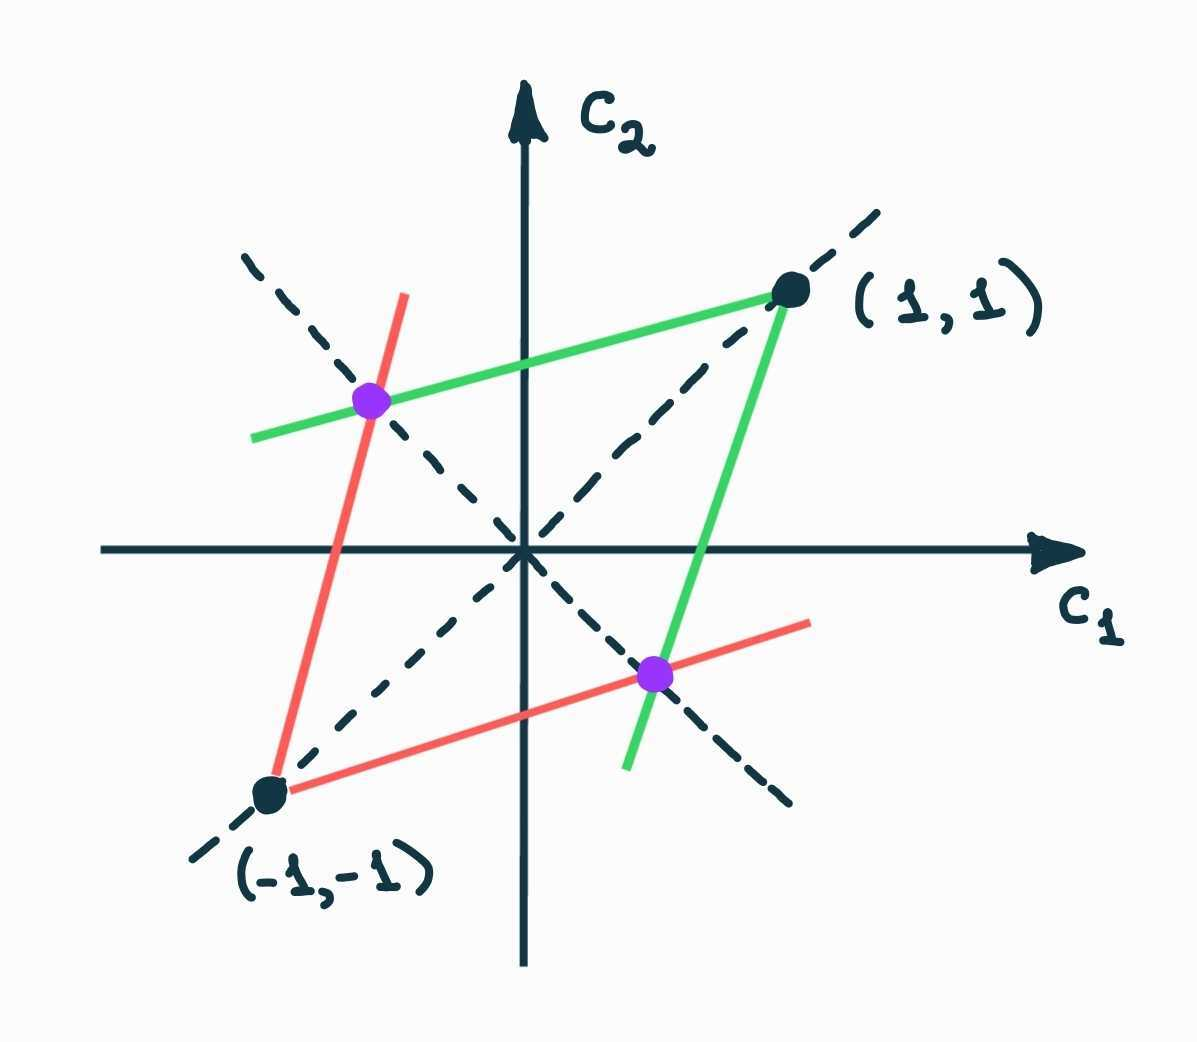 C₂
(1,1)
C₁
(-1,-1)